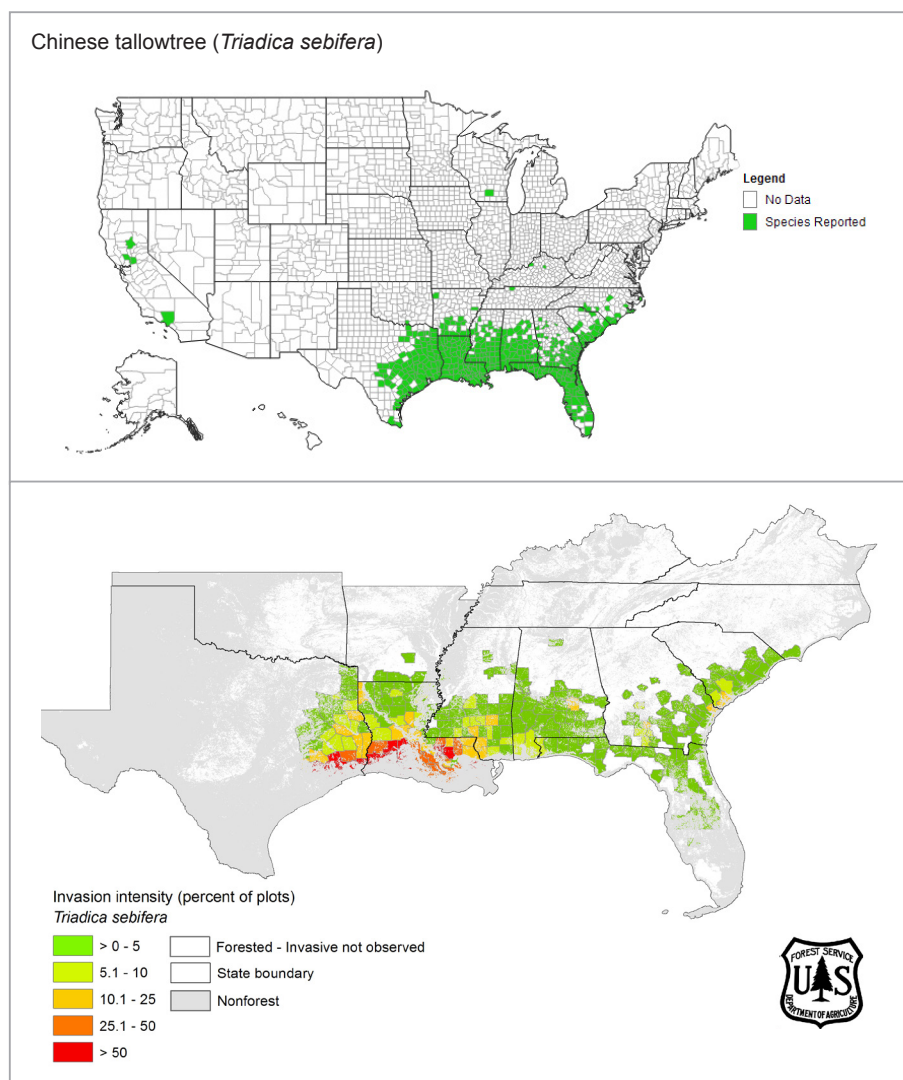 Chinese tallowtree (Triadica sebifera)
Legend
No Data
Species Reported
Invasion intensity (percent of plots)
Triadica sebifera
> 0 - 5
5.1 - 10
10.1 - 25
25.1 - 50
> 50
Forested - Invasive not observed
State boundary
Nonforest
FOREST SERVICE
U S
DEPARTMENT OF AGRICULTURE